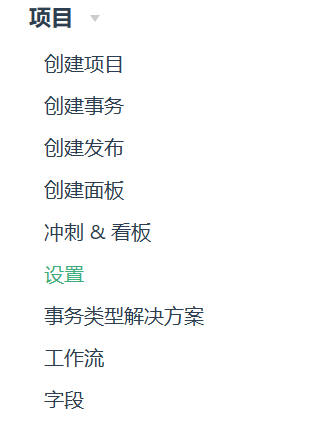 项目
创建项目
创建事务
创建发布
创建面板
冲刺 & 看板
设置
事务类型解决方案
工作流
字段